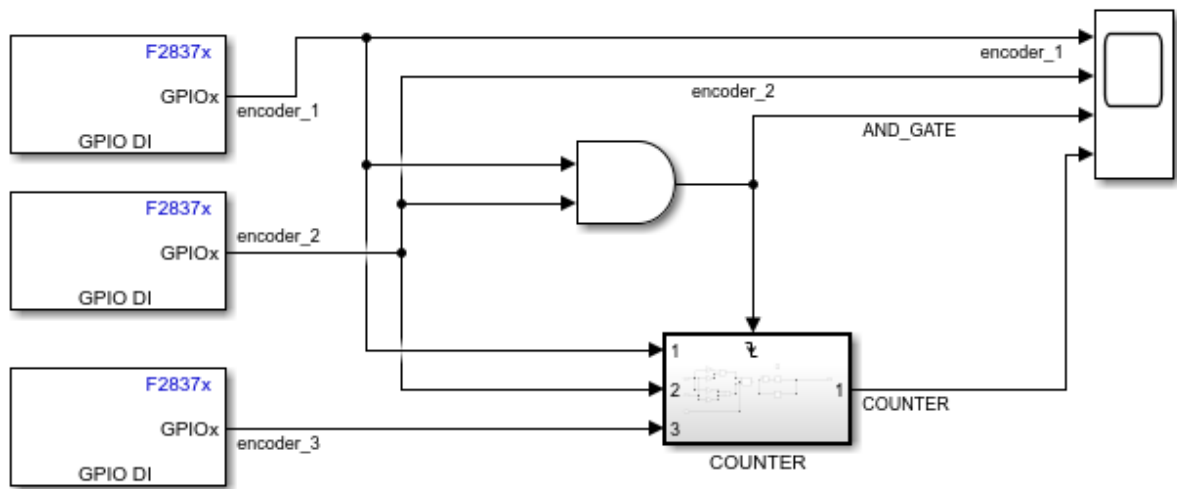 F2837x
GPIOx
GPIO DI
encoder_1
F2837x
GPIOx
GPIO DI
encoder_2
F2837x
GPIOx
GPIO DI
encoder_3
encoder_1
encoder_2
AND_GATE
1
2
3
1
COUNTER
COUNTER